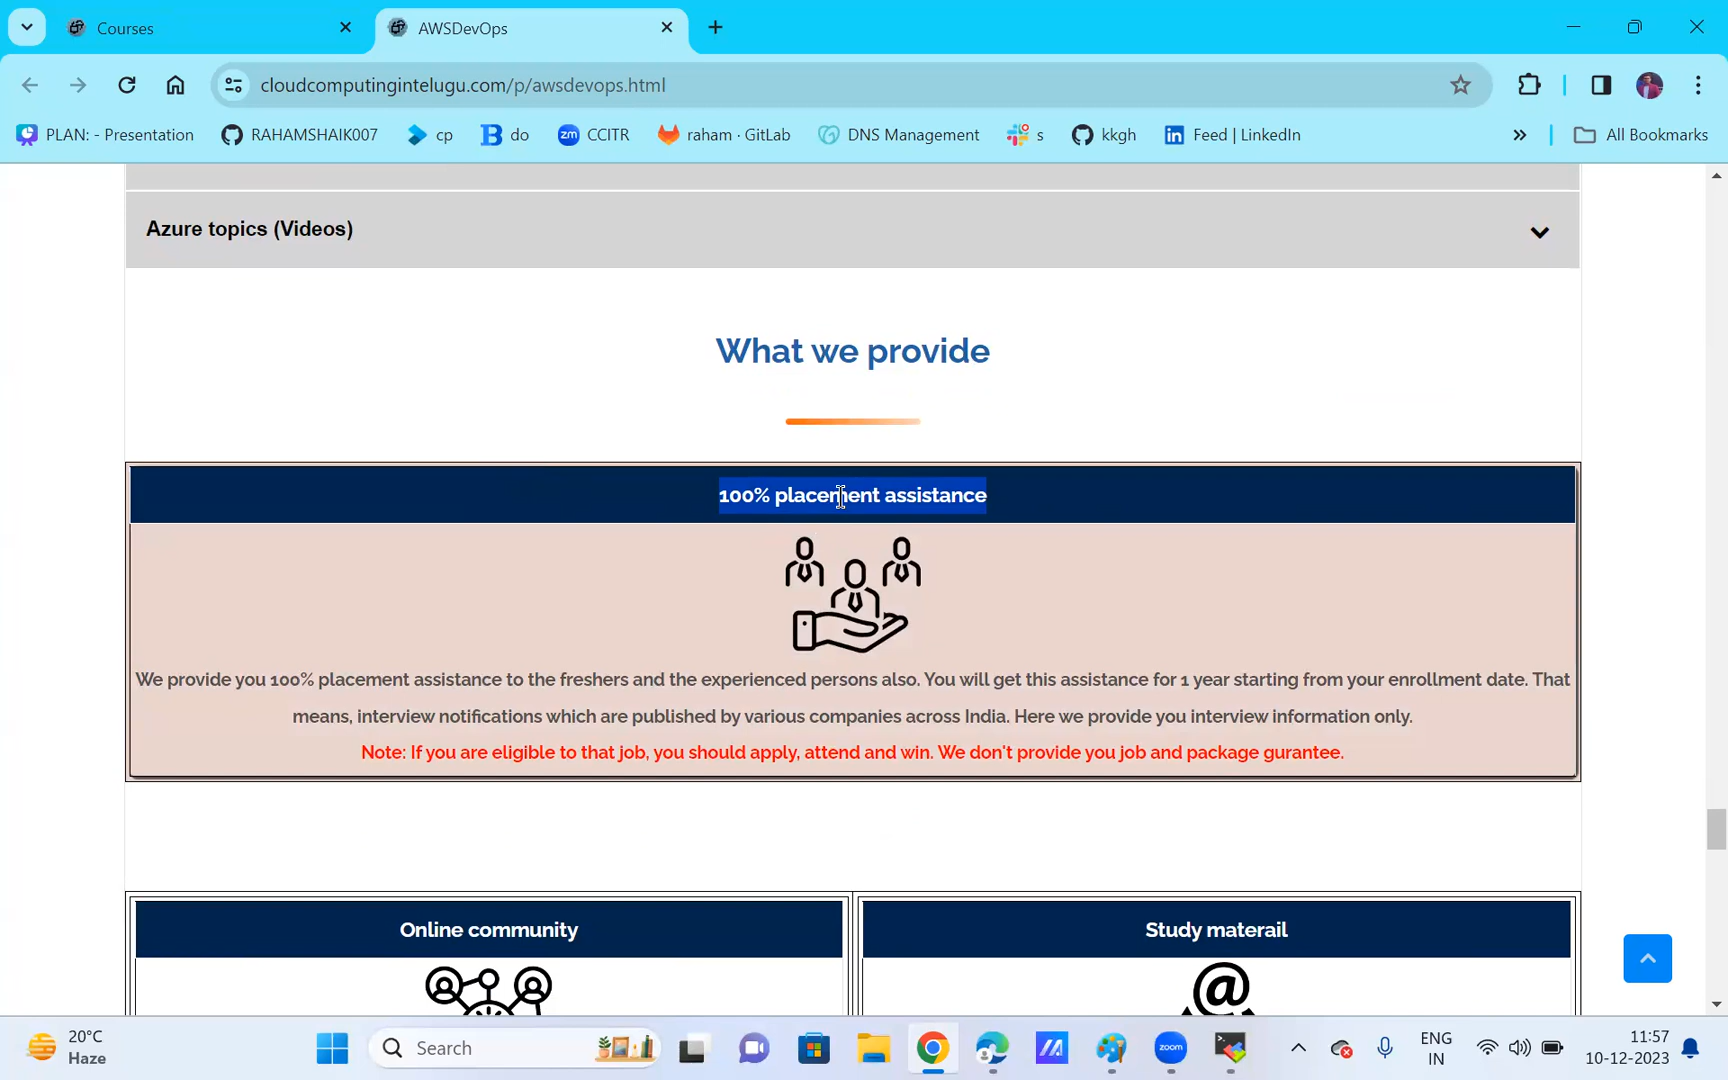 Courses
AWSDevOps
cloudcomputingintelugu.com/p/awsdevops.html
PLAN: - Presentation
RAHAMSHAIK007
cp
do
zm
CCITR
raham · GitLab
DNS Management
s
kkgh
Feed | LinkedIn
»
All Bookmarks
Azure topics (Videos)
What we provide
100% placement assistance
We provide you 100% placement assistance to the freshers and the experienced persons also. You will get this assistance for 1 year starting from your enrollment date. That
means, interview notifications which are published by various companies across India. Here we provide you interview information only.
Note: If you are eligible to that job, you should apply, attend and win. We don't provide you job and package gurantee.
Online community
Study materail
@
20°C
Haze
Search
zoom
ENG
IN
11:57
10-12-2023